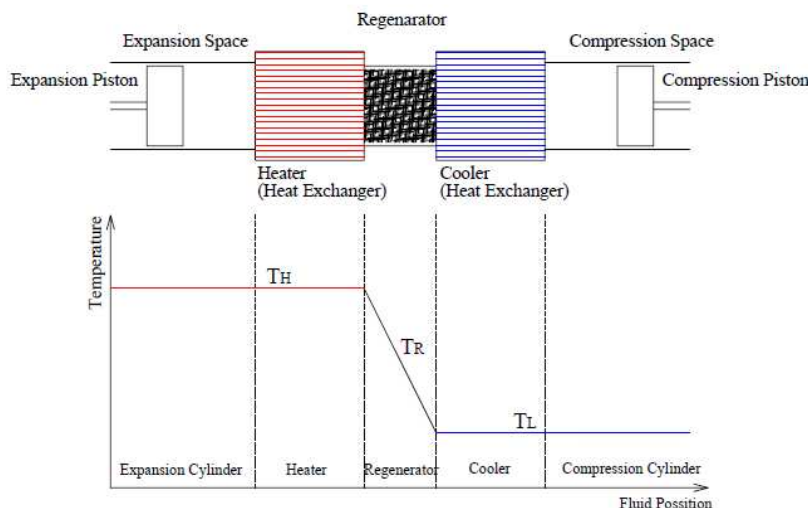 Regenarator
Expansion Space
Compression Space
Expansion Piston
Compression Piston
Heater
(Heat Exchanger)
Cooler
(Heat Exchanger)
Temperature
TH
TR
TL
Expansion Cylinder
Heater
Regenerator
Cooler
Compression Cylinder
Fluid Possition